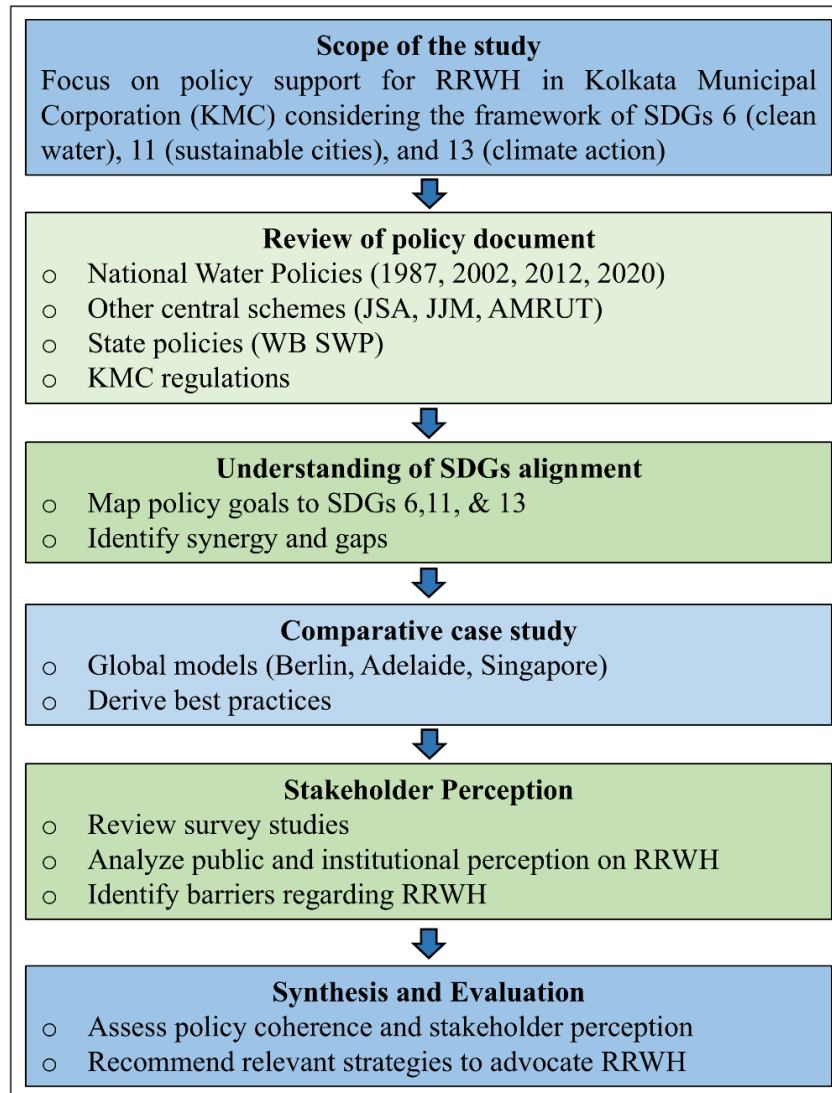 Scope of the study
Focus on policy support for RRWH in Kolkata Municipal
Corporation (KMC) considering the framework of SDGs 6 (clean
water), 11 (sustainable cities), and 13 (climate action)
Review of policy document
o National Water Policies (1987, 2002, 2012, 2020)
o Other central schemes (JSA, JJM, AMRUT)
o State policies (WB SWP)
o KMC regulations
Understanding of SDGs alignment
o Map policy goals to SDGs 6,11, & 13
o Identify synergy and gaps
Comparative case study
o Global models (Berlin, Adelaide, Singapore)
o Derive best practices
Stakeholder Perception
o Review survey studies
o Analyze public and institutional perception on RRWH
o Identify barriers regarding RRWH
Synthesis and Evaluation
o Assess policy coherence and stakeholder perception
o Recommend relevant strategies to advocate RRWH